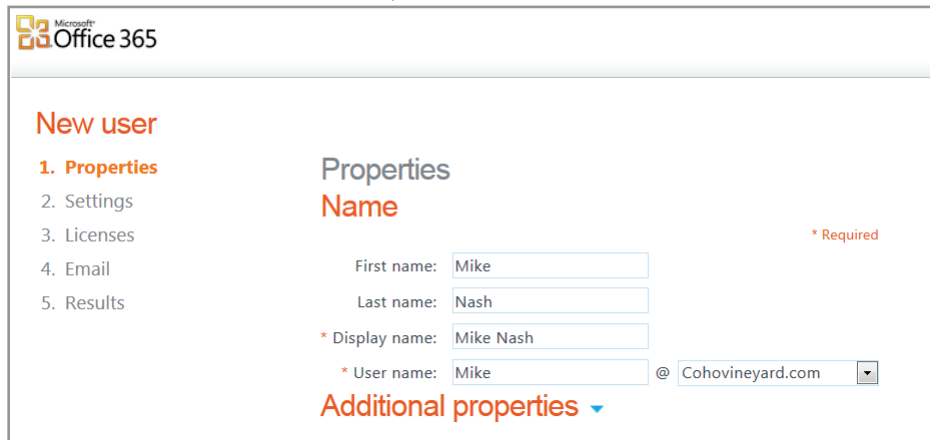 Microsoft
Office 365
New user
1. Properties
2. Settings
3. Licenses
4. Email
5. Results
Properties
Name
* Required
First name: Mike
Last name: Nash
* Display name: Mike Nash
* User name: Mike @ Cohovineyard.com
Additional properties